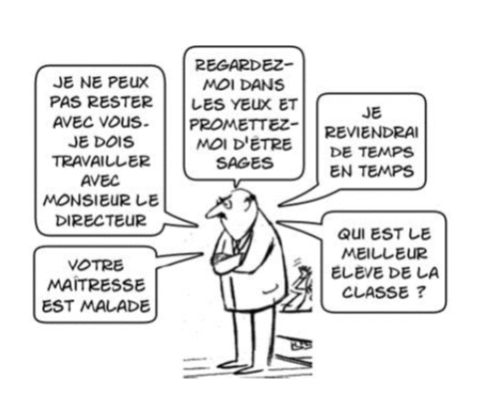 JE NE PEUX
PAS RESTER
AVEC VOUS.
JE DOIS
TRAVAILLER
AVEC
MONSIEUR LE
DIRECTEUR
REGARDEZ-
MOI DANS
LES YEUX ET
PROMETTEZ-
MOI D'ÊTRE
SAGES
JE
REVIENDRAI
DE TEMPS
EN TEMPS
VOTRE
MAÎTRESSE
EST MALADE
QUI EST LE
MEILLEUR
ELEVE DE LA
CLASSE ?